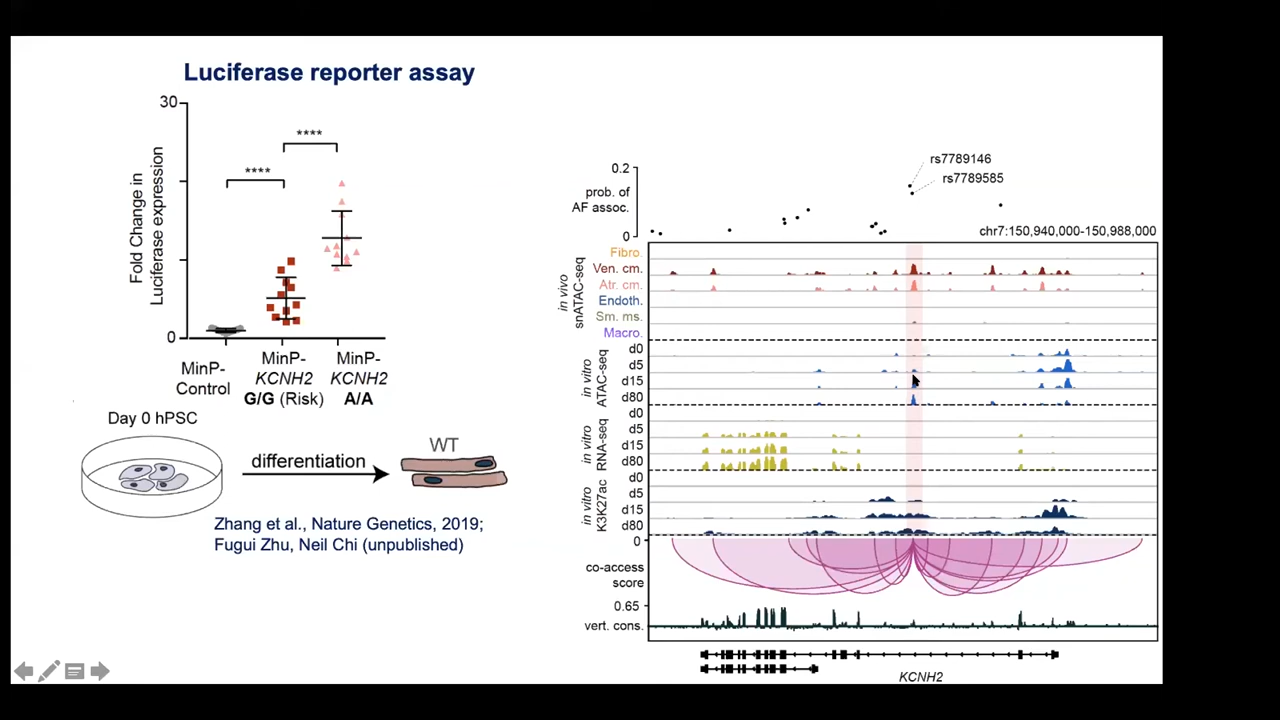 Luciferase reporter assay
30
0
Fold Change in
Luciferase expression
****
****
MinP-
Control
MinP-
KCNH2
G/G (Risk)
MinP-
KCNH2
A/A
Day 0 hPSC
differentiation
WT
Zhang et al., Nature Genetics, 2019;
Fugui Zhu, Neil Chi (unpublished)
rs7789146
rs7789585
0.2
prob. of
AF assoc.
0
chr7:150,940,000-150,988,000
in vivo
snATAC-seq
Fibro.
Ven. cm.
Atr. cm.
Endoth.
Sm. ms.
Macro.
in vitro
ATAC-seq
d0
d5
d15
d80
in vitro
RNA-seq
d0
d5
d15
d80
in vitro
K3K27ac
d0
d5
d15
d80
0
co-access
score
0.65
vert. cons.
KCNH2